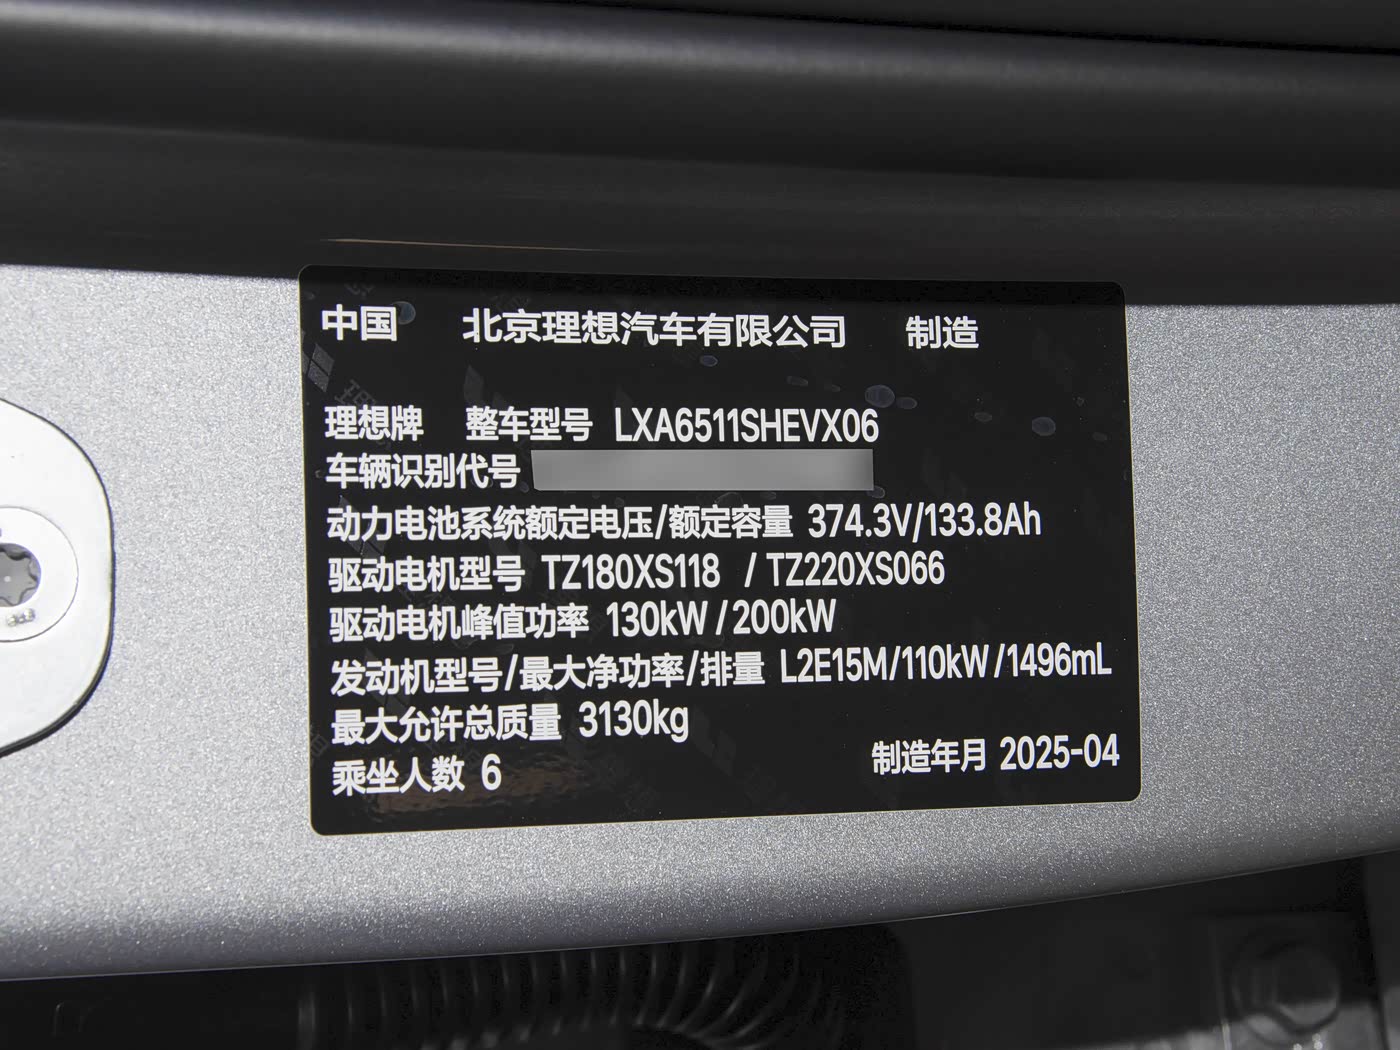 中国 北京理想汽车有限公司 制造
理想牌 整车型号 LXA6511SHEVX06
车辆识别代号
动力电池系统额定电压/额定容量 374.3V/133.8Ah
驱动电机型号 TZ180XS118 / TZ220XS066
驱动电机峰值功率 130kW / 200kW
发动机型号/最大净功率/排量 L2E15M/110kW/1496mL
最大允许总质量 3130kg
乘坐人数 6 制造年月 2025-04